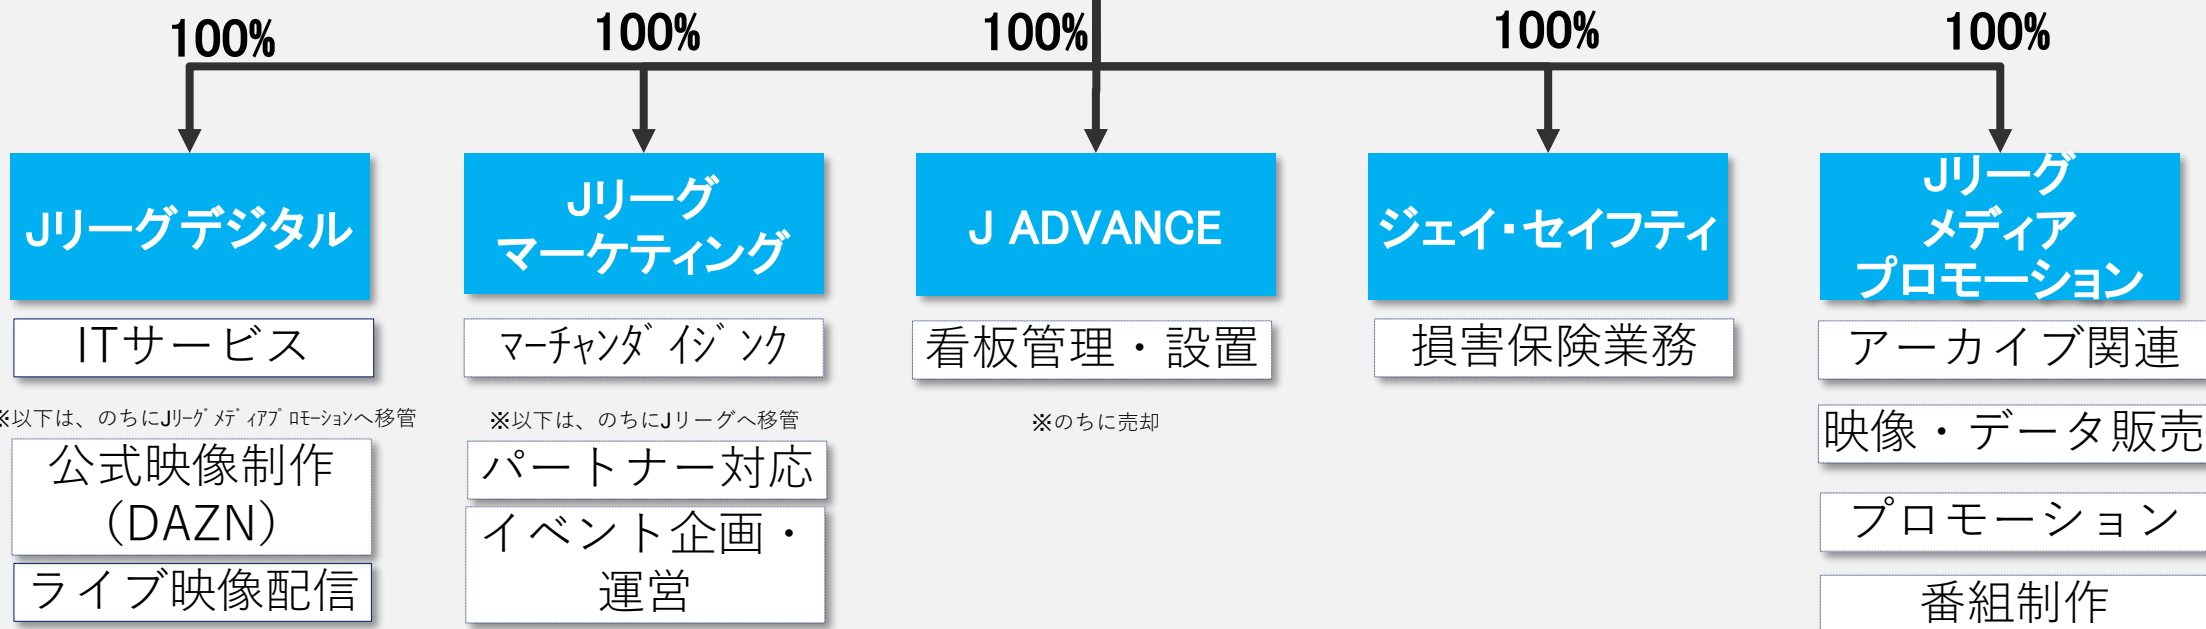 100%
100%
100%
100%
100%
Jリーグデジタル
ITサービス
※以下は、のちにJﾘｰｸﾞﾒﾃﾞｨｱﾌﾟﾛﾓｰｼｮﾝへ移管
公式映像制作
(DAZN)
ライブ映像配信
Jリーグ
マーケティング
ﾏｰﾁｬﾝﾀﾞｲｼﾞﾝｸ
※以下は、のちにJリーグへ移管
パートナー対応
イベント企画・
運営
J ADVANCE
看板管理・設置
※のちに売却
ジェイ・セイフティ
損害保険業務
Jリーグ
メディア
プロモーション
アーカイブ関連
映像・データ販売
プロモーション
番組制作